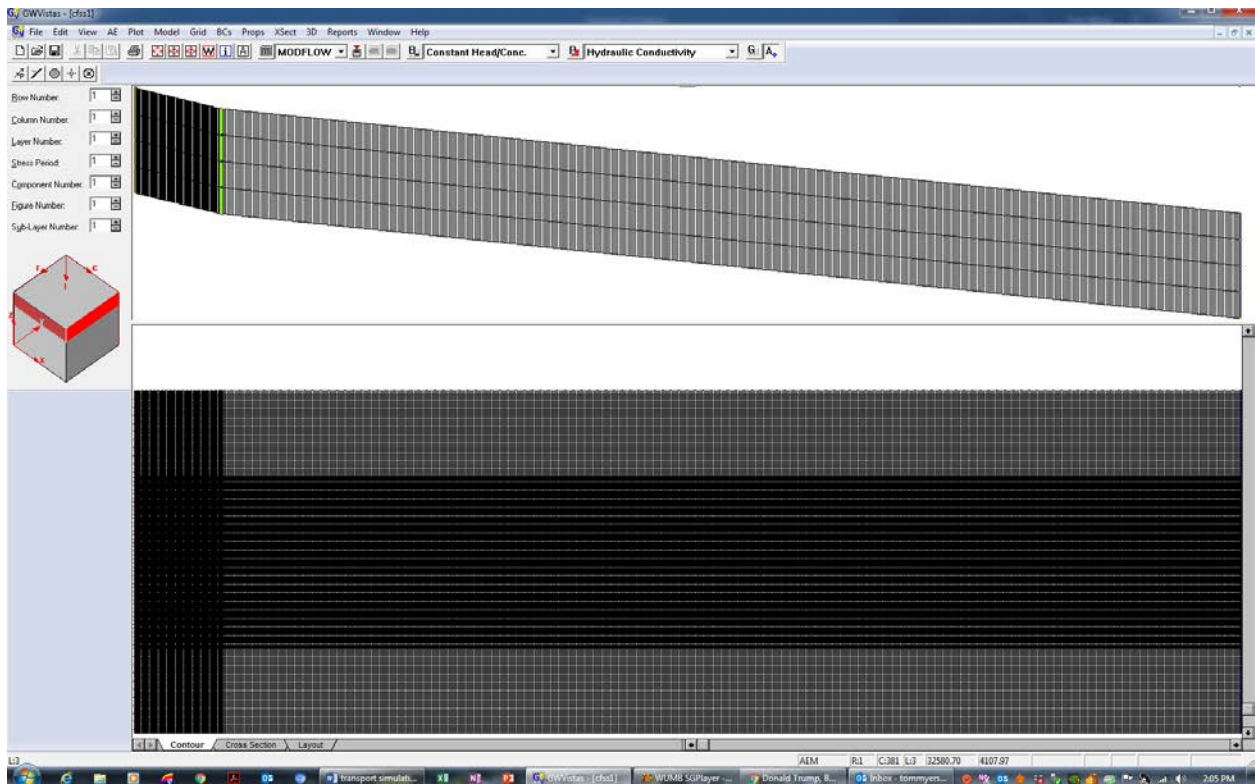 GWVistas - [cfss1]
File Edit View AE Plot Model Grid BCs Props XSect 3D Reports Window Help
MODFLOW Constant Head/Conc. Hydraulic Conductivity G A
Row Number: 1
Column Number: 1
Layer Number: 1
Stress Period: 1
Component Number: 1
Figure Number: 1
Sub-Layer Number: 1
r c
l
z
x
Contour Cross Section Layout
L:3 AEM R:1 C:381 L:3 32580.70 4107.97
transport simulati... GWVistas - [cfss1] WUMB SGPlayer -... Donald Trump, B... Inbox - tommyers... 2:05 PM